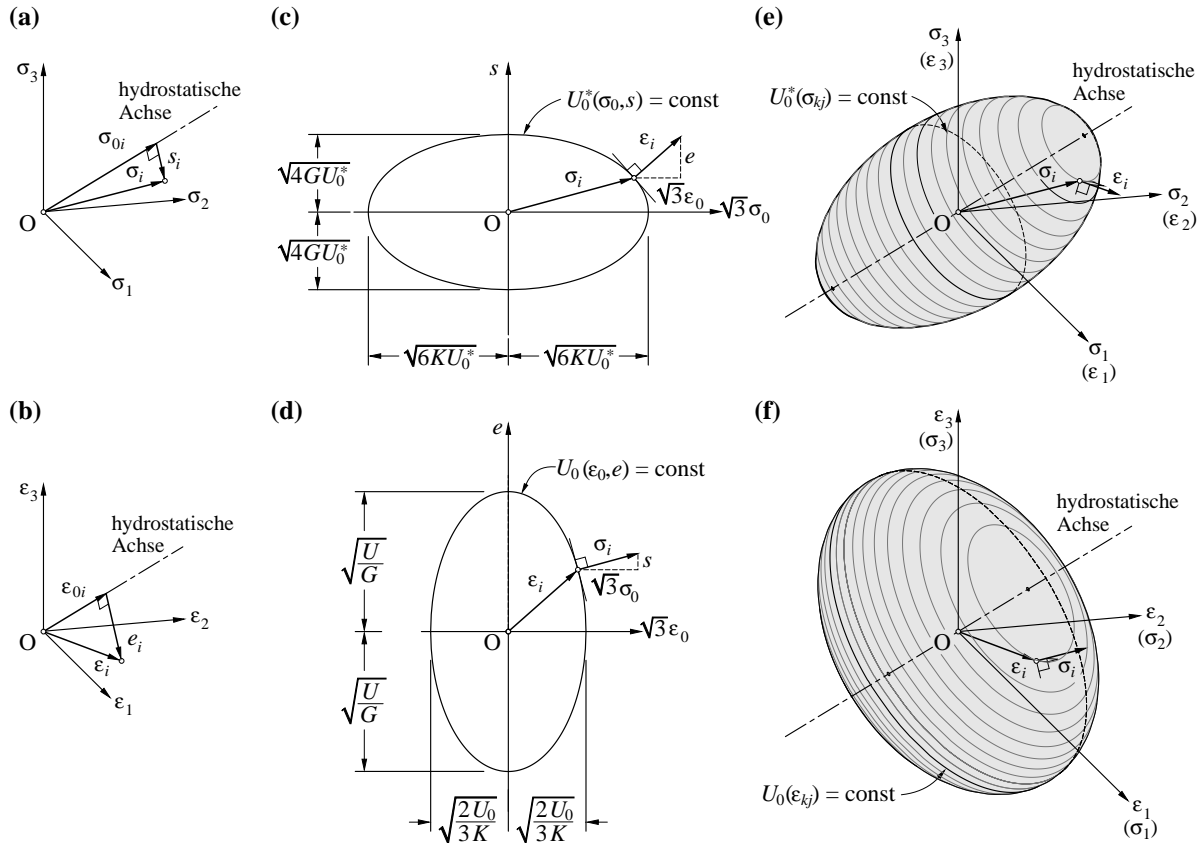 (a)
σ₃
hydrostatische
Achse
σ₀ᵢ
sᵢ
σᵢ
σ₂
O
σ₁
(c)
s
U₀*(σ₀,s) = const
εᵢ
e
√4GU₀*
σᵢ
√3ε₀
O
√3σ₀
√4GU₀*
√6KU₀* √6KU₀*
(e)
σ₃
(ε₃)
hydrostatische
Achse
U₀*(σₖⱼ) = const
σᵢ
εᵢ
σ₂
(ε₂)
O
σ₁
(ε₁)
(b)
ε₃
hydrostatische
Achse
ε₀ᵢ
ε₂
O
eᵢ
εᵢ
ε₁
(d)
e
U₀(ε₀,e) = const
√U/G
σᵢ
s
εᵢ
√3σ₀
O
√3ε₀
√U/G
√2U₀/3K √2U₀/3K
(f)
ε₃
(σ₃)
hydrostatische
Achse
ε₂
(σ₂)
O
εᵢ
σᵢ
U₀(εₖⱼ) = const
ε₁
(σ₁)